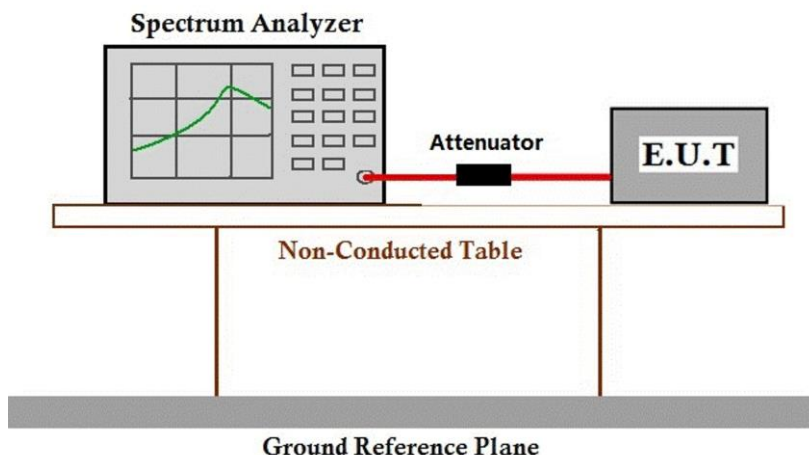 Spectrum Analyzer
Attenuator
E.U.T
Non-Conducted Table
Ground Reference Plane